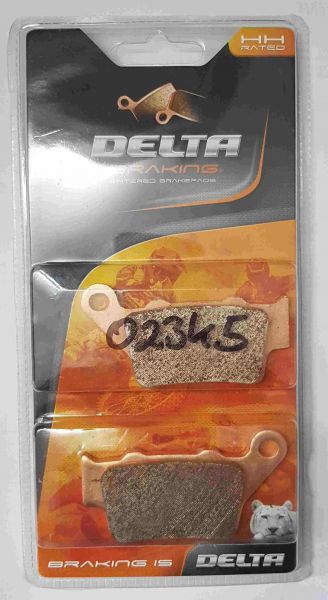 HH
RATED
DELTA
BRAKING
SINTERED BRAKEPADS
02345
BRAKING IS DELTA